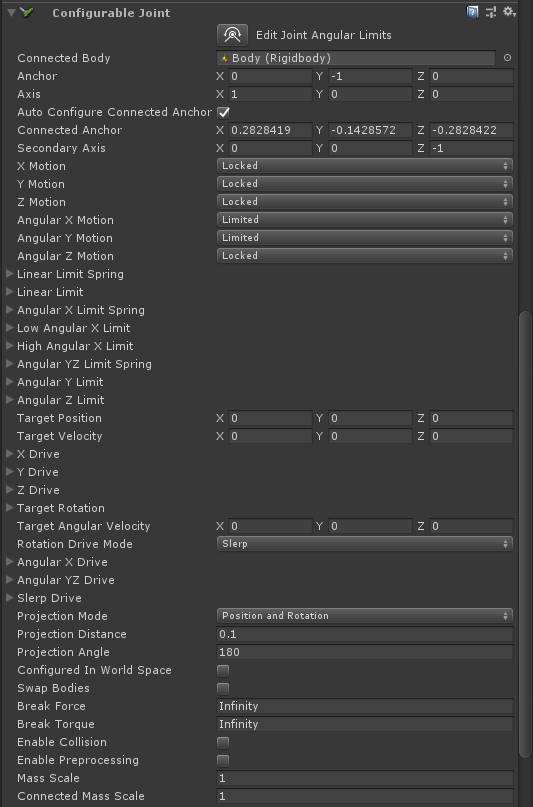 Configurable Joint
Edit Joint Angular Limits
Connected Body Body (Rigidbody)
Anchor X 0 Y -1 Z 0
Axis X 1 Y 0 Z 0
Auto Configure Connected Anchor
Connected Anchor X 0.2828419 Y -0.1428572 Z -0.2828422
Secondary Axis X 0 Y 0 Z -1
X Motion Locked
Y Motion Locked
Z Motion Locked
Angular X Motion Limited
Angular Y Motion Limited
Angular Z Motion Locked
Linear Limit Spring
Linear Limit
Angular X Limit Spring
Low Angular X Limit
High Angular X Limit
Angular YZ Limit Spring
Angular Y Limit
Angular Z Limit
Target Position X 0 Y 0 Z 0
Target Velocity X 0 Y 0 Z 0
X Drive
Y Drive
Z Drive
Target Rotation
Target Angular Velocity X 0 Y 0 Z 0
Rotation Drive Mode Slerp
Angular X Drive
Angular YZ Drive
Slerp Drive
Projection Mode Position and Rotation
Projection Distance 0.1
Projection Angle 180
Configured In World Space
Swap Bodies
Break Force Infinity
Break Torque Infinity
Enable Collision
Enable Preprocessing
Mass Scale 1
Connected Mass Scale 1